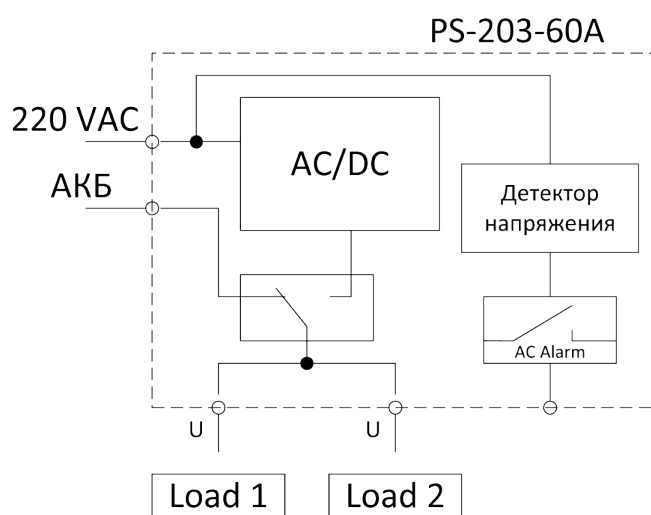 PS-203-60A
220 VAC
АКБ
AC/DC
Детектор
напряжения
AC Alarm
U
U
Load 1
Load 2